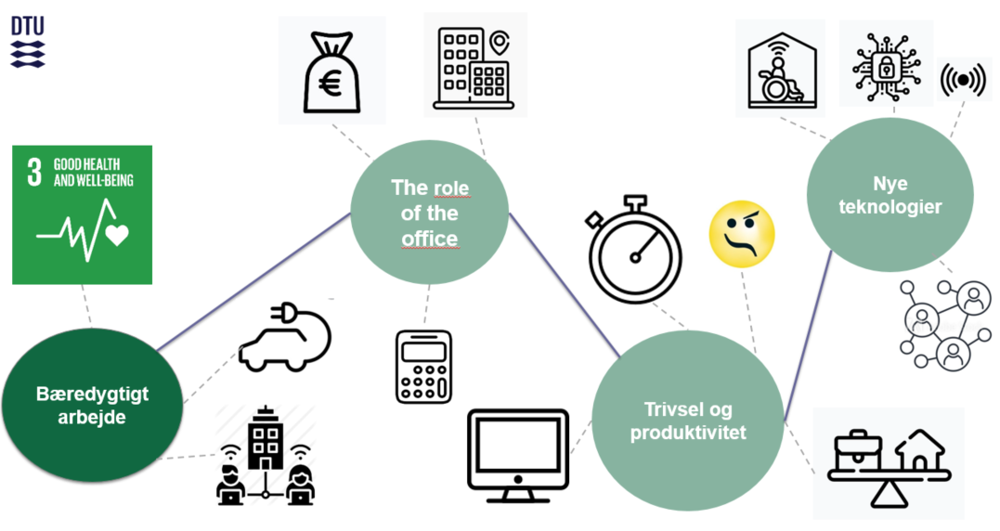 DTU
3 GOOD HEALTH
AND WELL-BEING
The role
of the
office
Nye
teknologier
Bæredygtigt
arbejde
Trivsel og
produktivitet
€